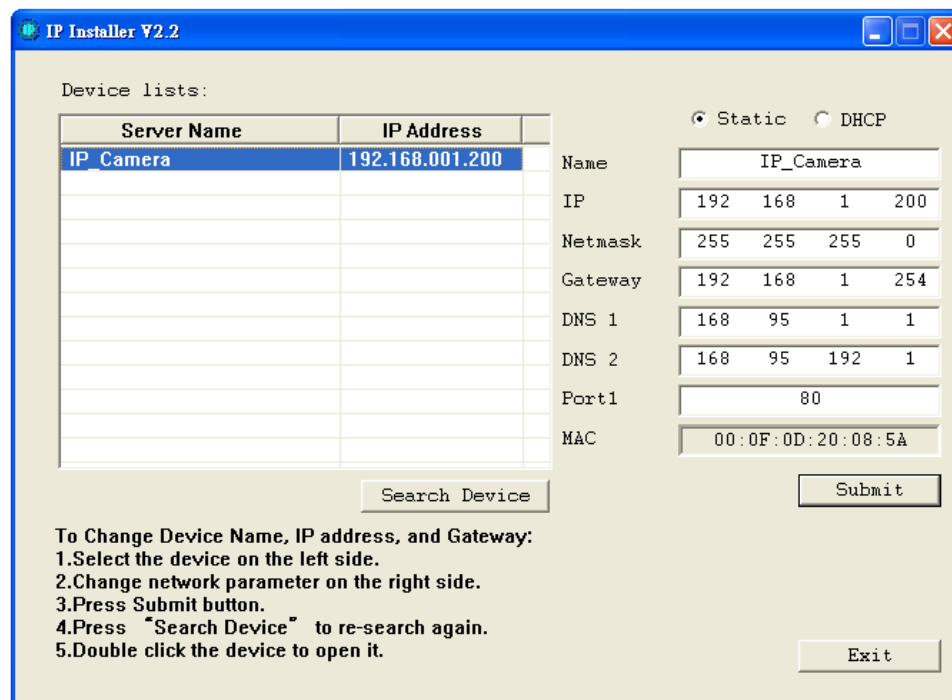 IP Installer V2.2
Device lists:
Server Name IP Address
IP_Camera 192.168.001.200
Static DHCP
Name IP_Camera
IP 192 168 1 200
Netmask 255 255 255 0
Gateway 192 168 1 254
DNS 1 168 95 1 1
DNS 2 168 95 192 1
Port1 80
MAC 00:0F:0D:20:08:5A
Search Device
Submit
To Change Device Name, IP address, and Gateway:
1.Select the device on the left side.
2.Change network parameter on the right side.
3.Press Submit button.
4.Press “Search Device” to re-search again.
5.Double click the device to open it.
Exit